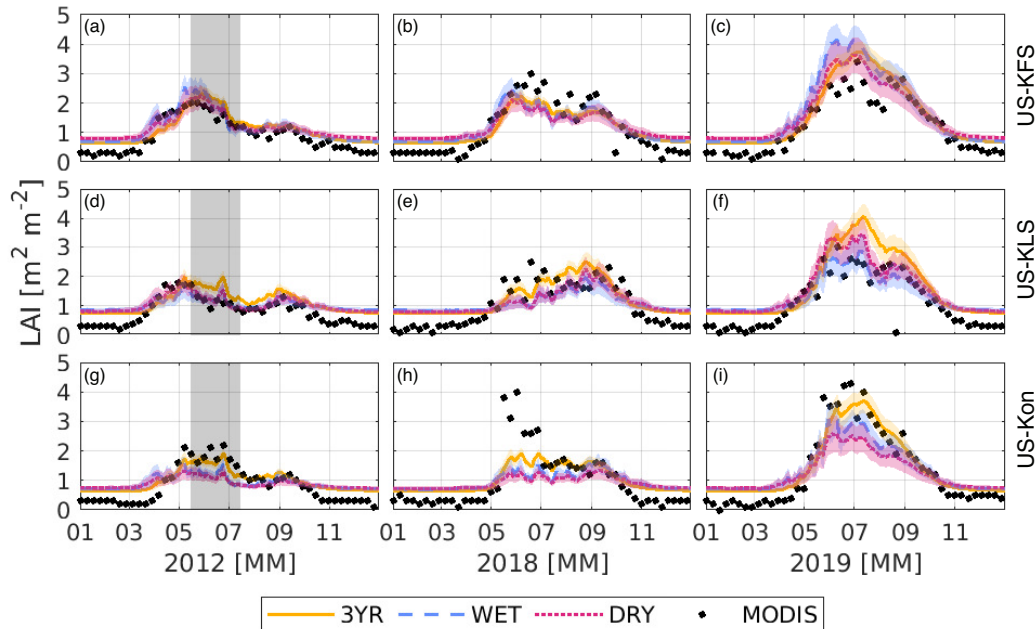 (a) (b) (c)
5
4
3
2
1
0
US-KFS
(d) (e) (f)
5
4
3
2
1
0
LAI [m² m⁻²]
US-KLS
(g) (h) (i)
5
4
3
2
1
0
US-Kon
01 03 05 07 09 11 01 03 05 07 09 11 01 03 05 07 09 11
2012 [MM] 2018 [MM] 2019 [MM]
3YR WET DRY MODIS